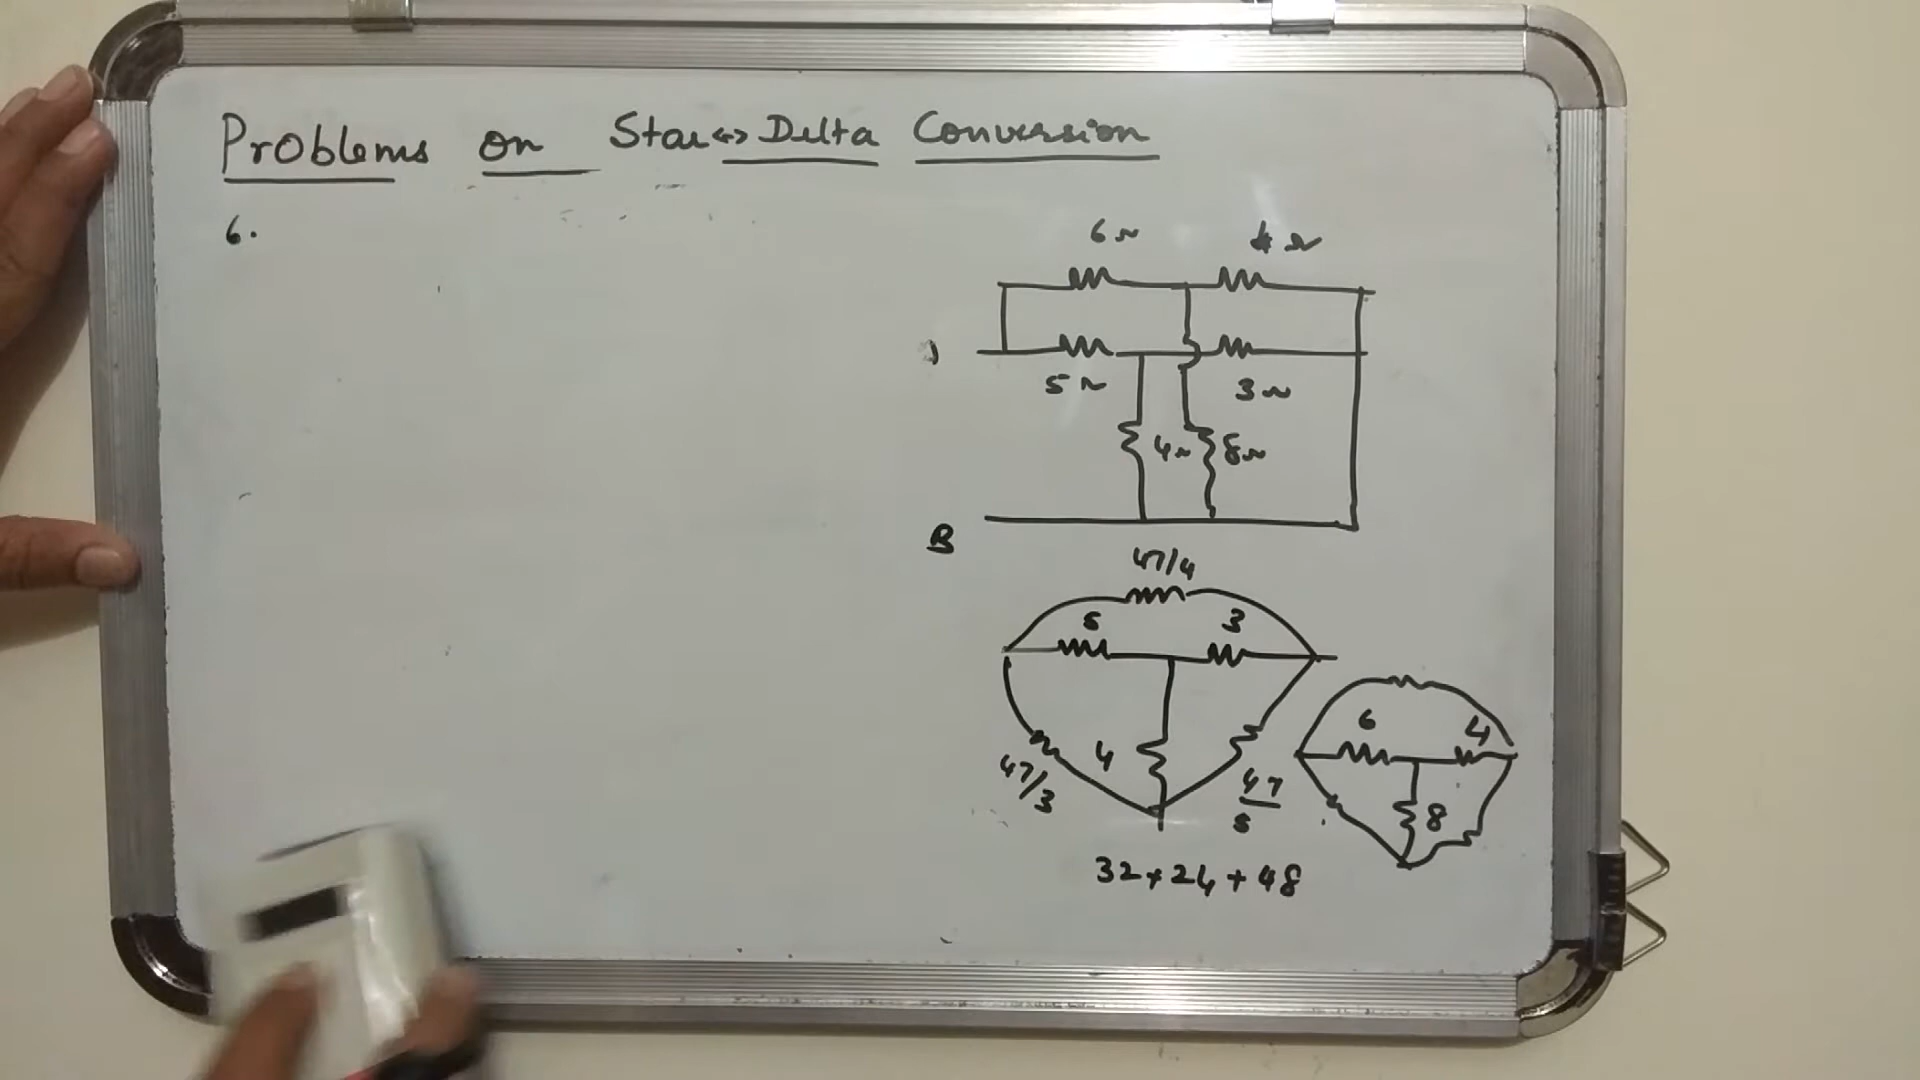 Problems on Star↔Delta Conversion
6.
6Ω 4Ω
5Ω 3Ω
4Ω 8Ω
B
47/4
5 3
6 4
47/3 4 47/5 8
32+24+48